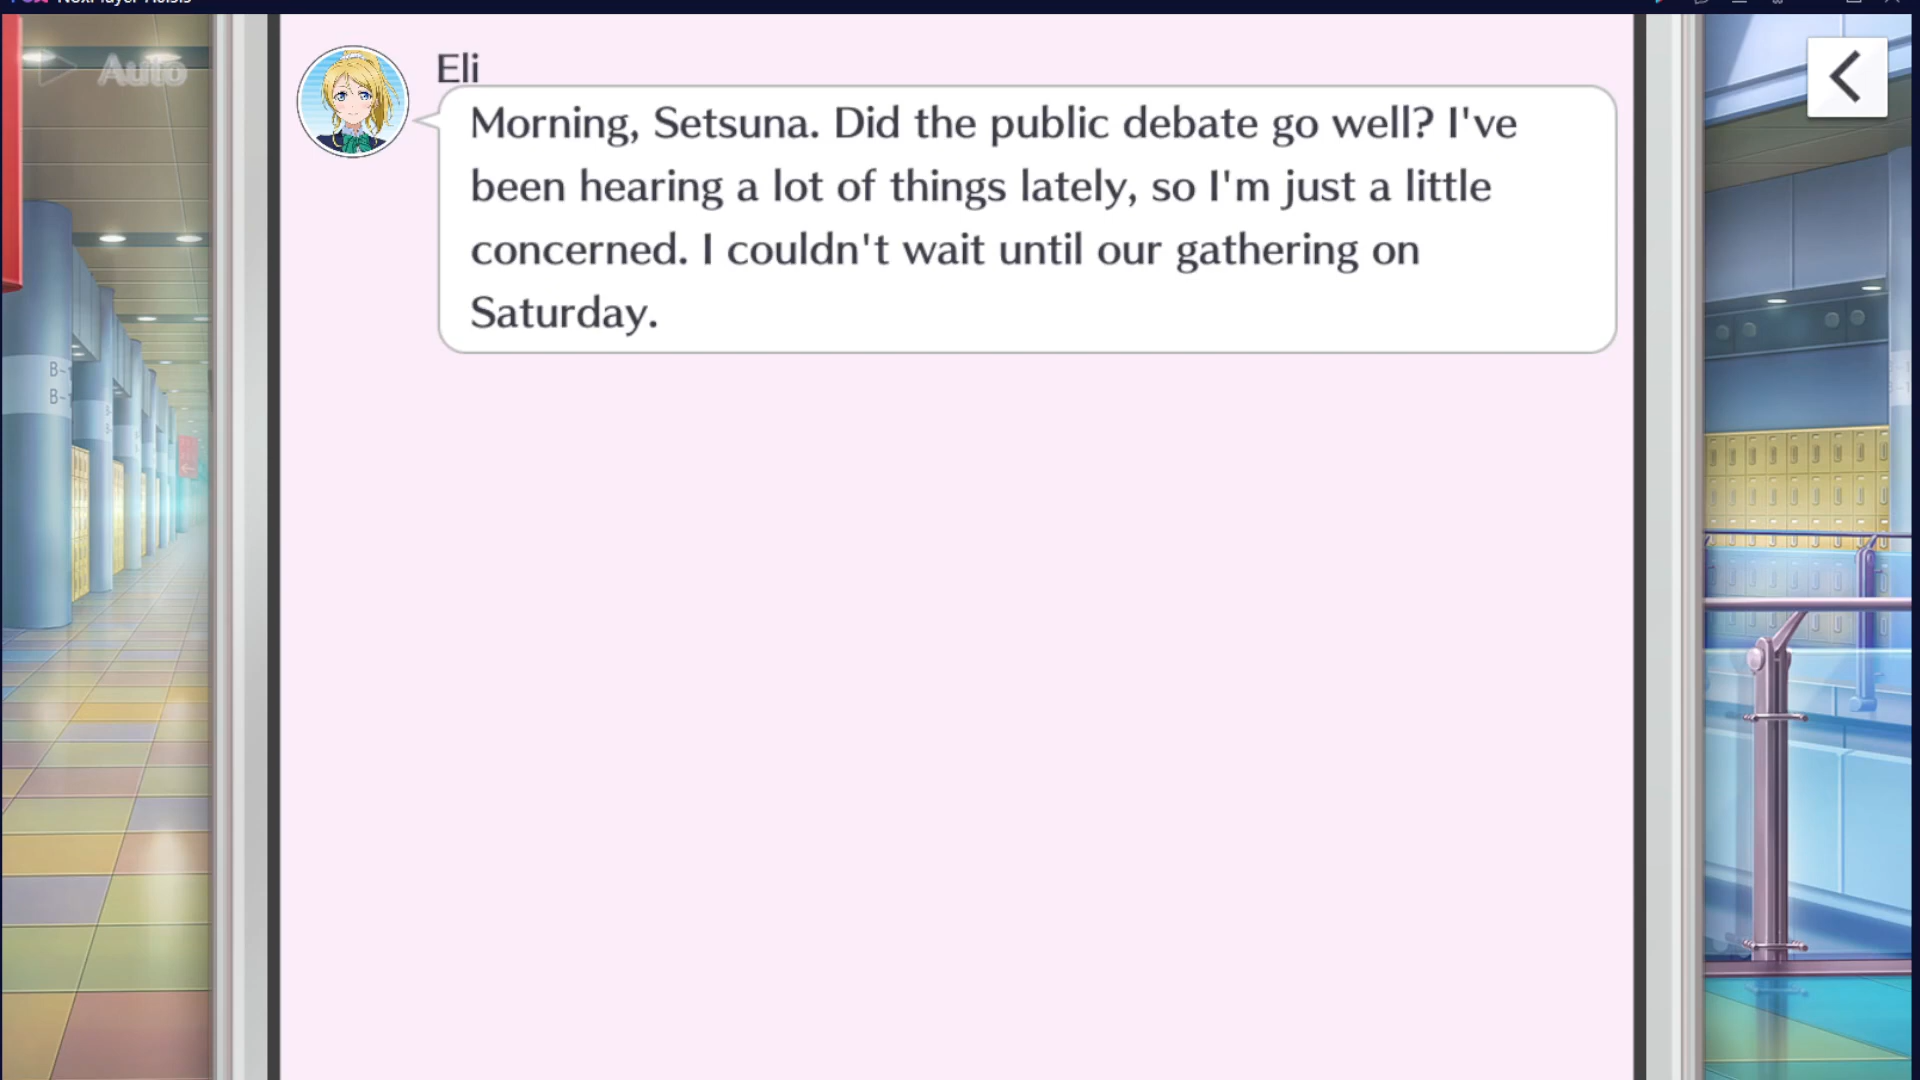 Auto
Eli
Morning, Setsuna. Did the public debate go well? I've
been hearing a lot of things lately, so I'm just a little
concerned. I couldn't wait until our gathering on
Saturday.
B-
B-